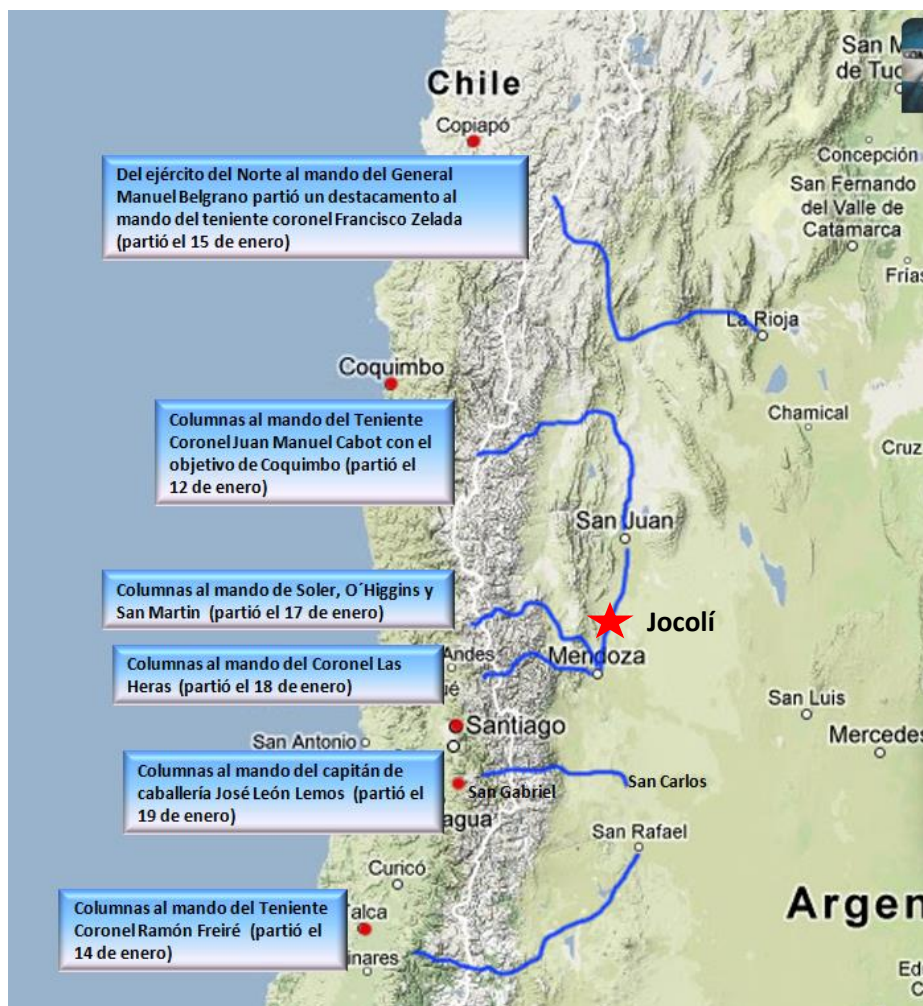 San M
de Tuc
Chile
Copiapó
Concepción
Del ejército del Norte al mando del General
Manuel Belgrano partió un destacamento al
mando del teniente coronel Francisco Zelada
(partió el 15 de enero)
San Fernando
del Valle de
Catamarca
Frías
La Rioja
Coquimbo
Chamical
Columnas al mando del Teniente
Coronel Juan Manuel Cabot con el
objetivo de Coquimbo (partió el
12 de enero)
Cruz
San Juan
Columnas al mando de Soler, O´Higgins y
San Martin (partió el 17 de enero)
Jocolí
Mendoza
Andes
Columnas al mando del Coronel Las
Heras (partió el 18 de enero)
ué
San Luis
Santiago
Mercedes
San Antonio
Columnas al mando del capitán de
caballería José León Lemos (partió el
19 de enero)
San Gabriel
San Carlos
agua
San Rafael
Curicó
Argen
Columnas al mando del Teniente
Coronel Ramón Freiré (partió el
14 de enero)
Talca
inares
Ed